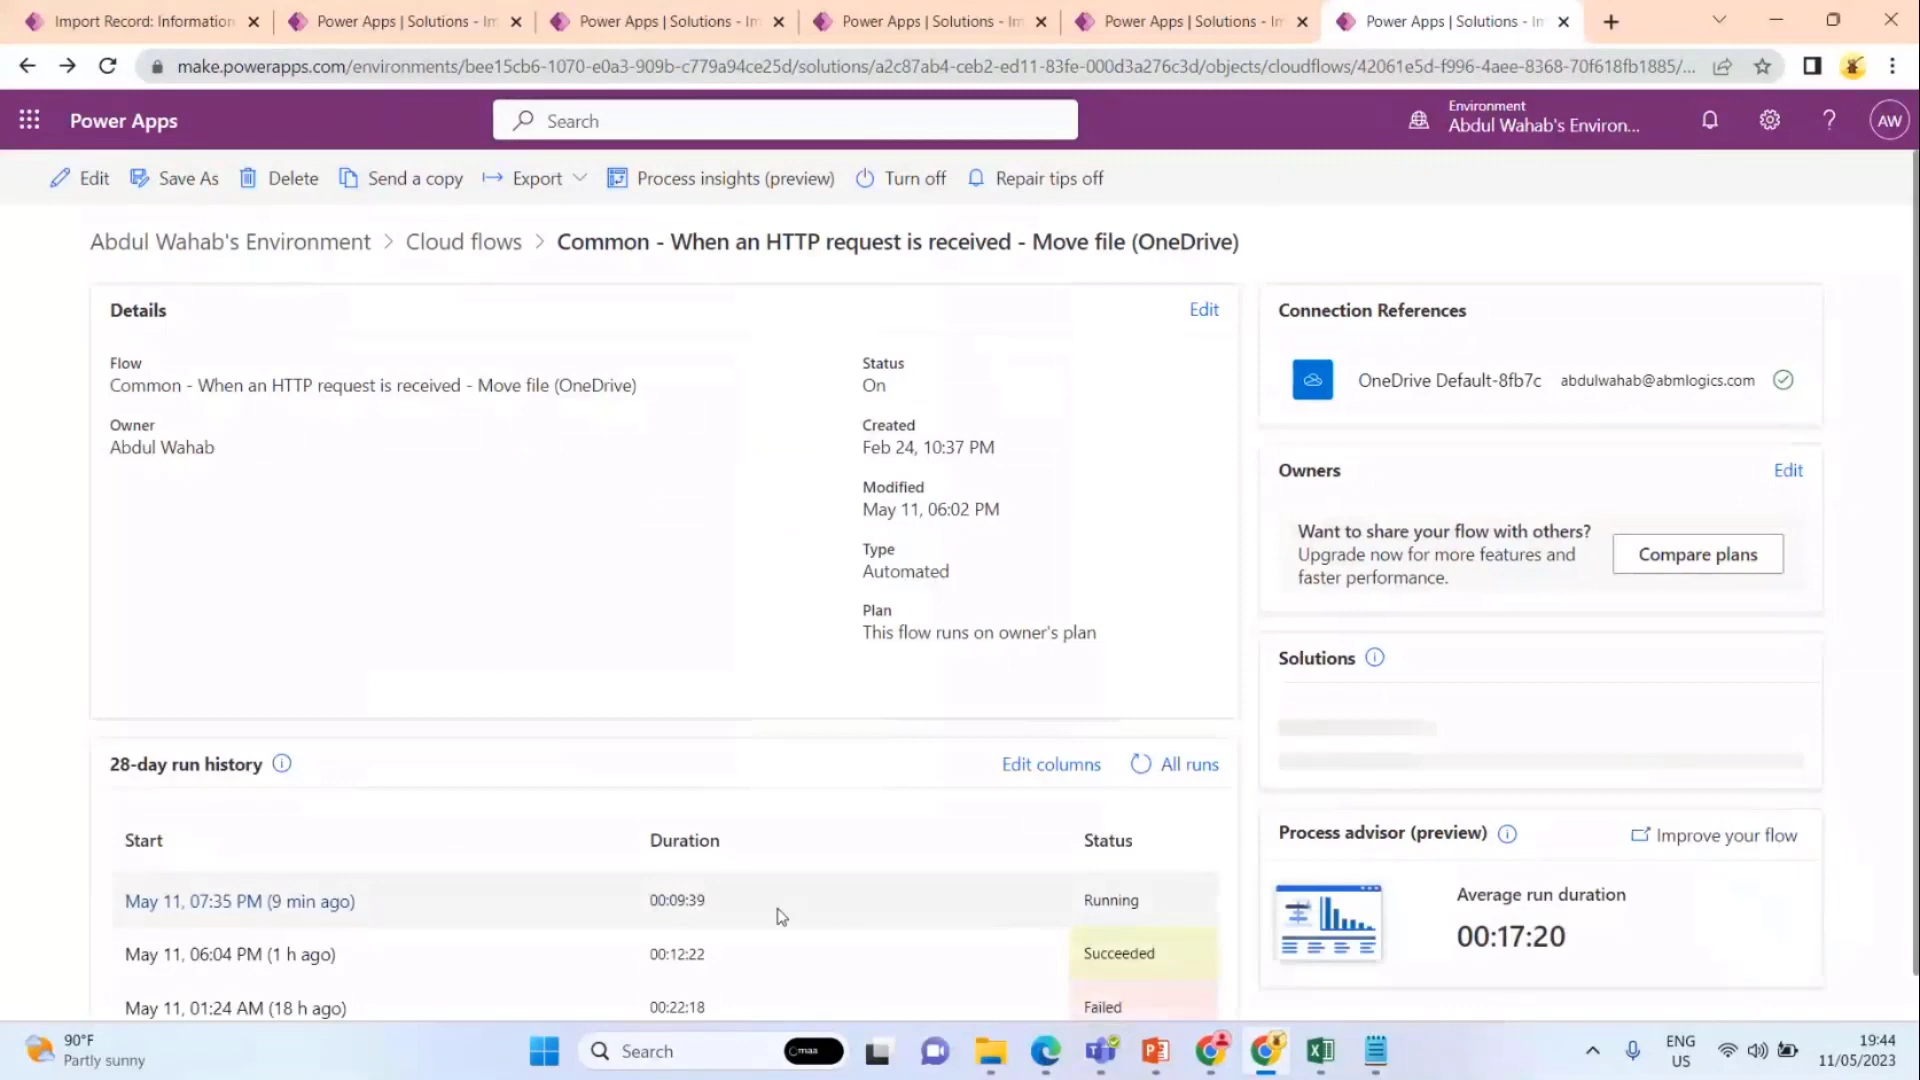 Import Record: Information
Power Apps | Solutions - Im
Power Apps | Solutions - Im
Power Apps | Solutions - Im
Power Apps | Solutions - Im
Power Apps | Solutions - Im
make.powerapps.com/environments/bee15cb6-1070-e0a3-909b-c779a94ce25d/solutions/a2c87ab4-ceb2-ed11-83fe-000d3a276c3d/objects/cloudflows/42061e5d-f996-4aee-8368-70f618fb1885/...
Power Apps
Search
Environment
Abdul Wahab's Environ...
AW
Edit
Save As
Delete
Send a copy
Export
Process insights (preview)
Turn off
Repair tips off
Abdul Wahab's Environment > Cloud flows > Common - When an HTTP request is received - Move file (OneDrive)
Details
Edit
Flow
Common - When an HTTP request is received - Move file (OneDrive)
Owner
Abdul Wahab
Status
On
Created
Feb 24, 10:37 PM
Modified
May 11, 06:02 PM
Type
Automated
Plan
This flow runs on owner's plan
Connection References
OneDrive Default-8fb7c abdulwahab@abmlogics.com
Owners
Edit
Want to share your flow with others?
Upgrade now for more features and
faster performance.
Compare plans
Solutions
28-day run history
Edit columns
All runs
Start Duration Status
May 11, 07:35 PM (9 min ago) 00:09:39 Running
May 11, 06:04 PM (1 h ago) 00:12:22 Succeeded
May 11, 01:24 AM (18 h ago) 00:22:18 Failed
Process advisor (preview)
Improve your flow
Average run duration
00:17:20
90°F
Partly sunny
Search
ENG
US
19:44
11/05/2023